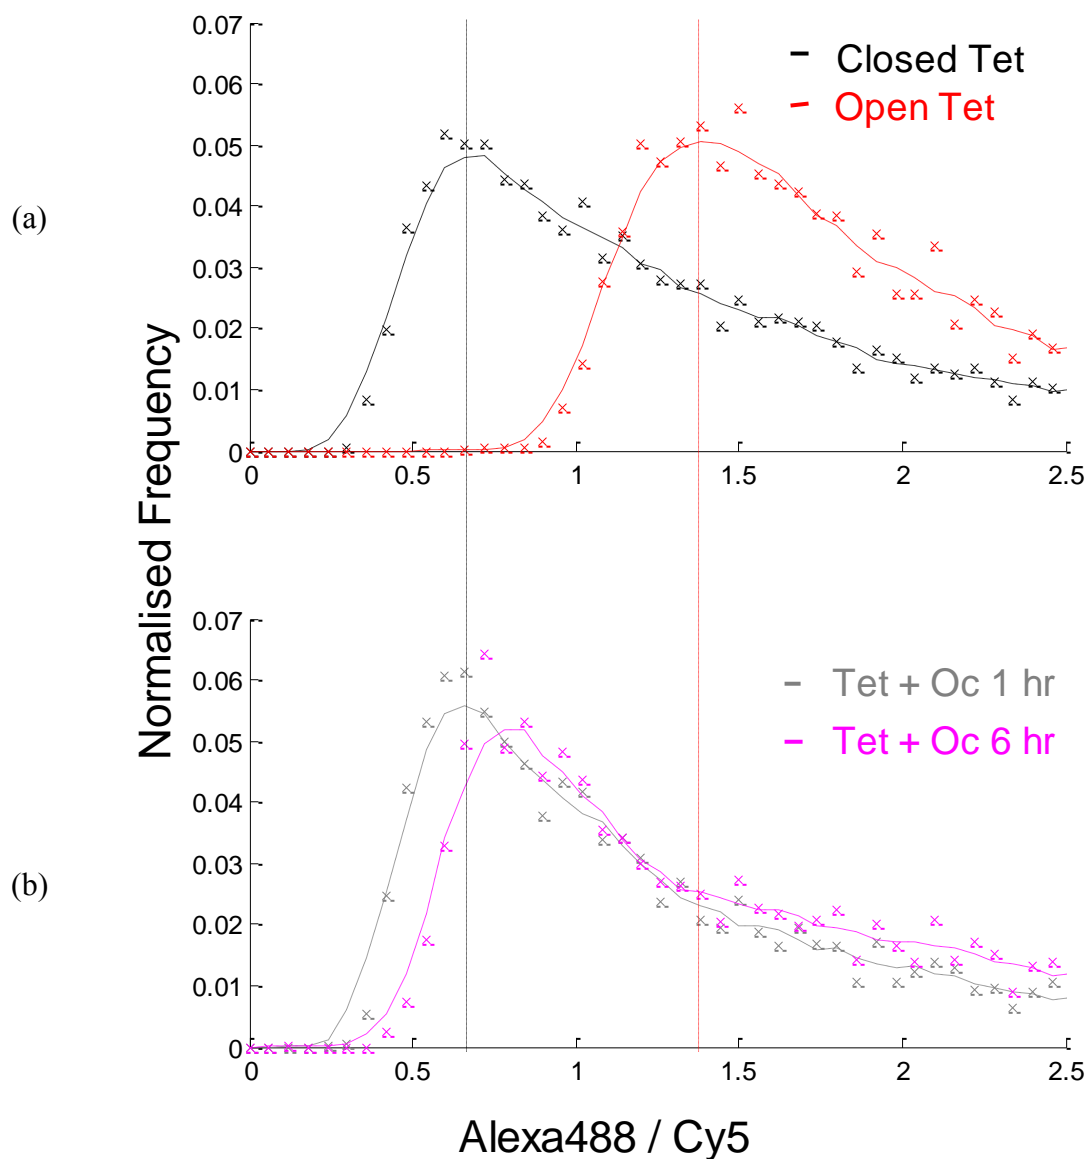 (a)
Normalised Frequency
0.07
0.06
0.05
0.04
0.03
0.02
0.01
0
Closed Tet
Open Tet
0 0.5 1 1.5 2 2.5
(b)
0.07
0.06
0.05
0.04
0.03
0.02
0.01
0
Tet + Oc 1 hr
Tet + Oc 6 hr
0 0.5 1 1.5 2 2.5
Alexa488 / Cy5